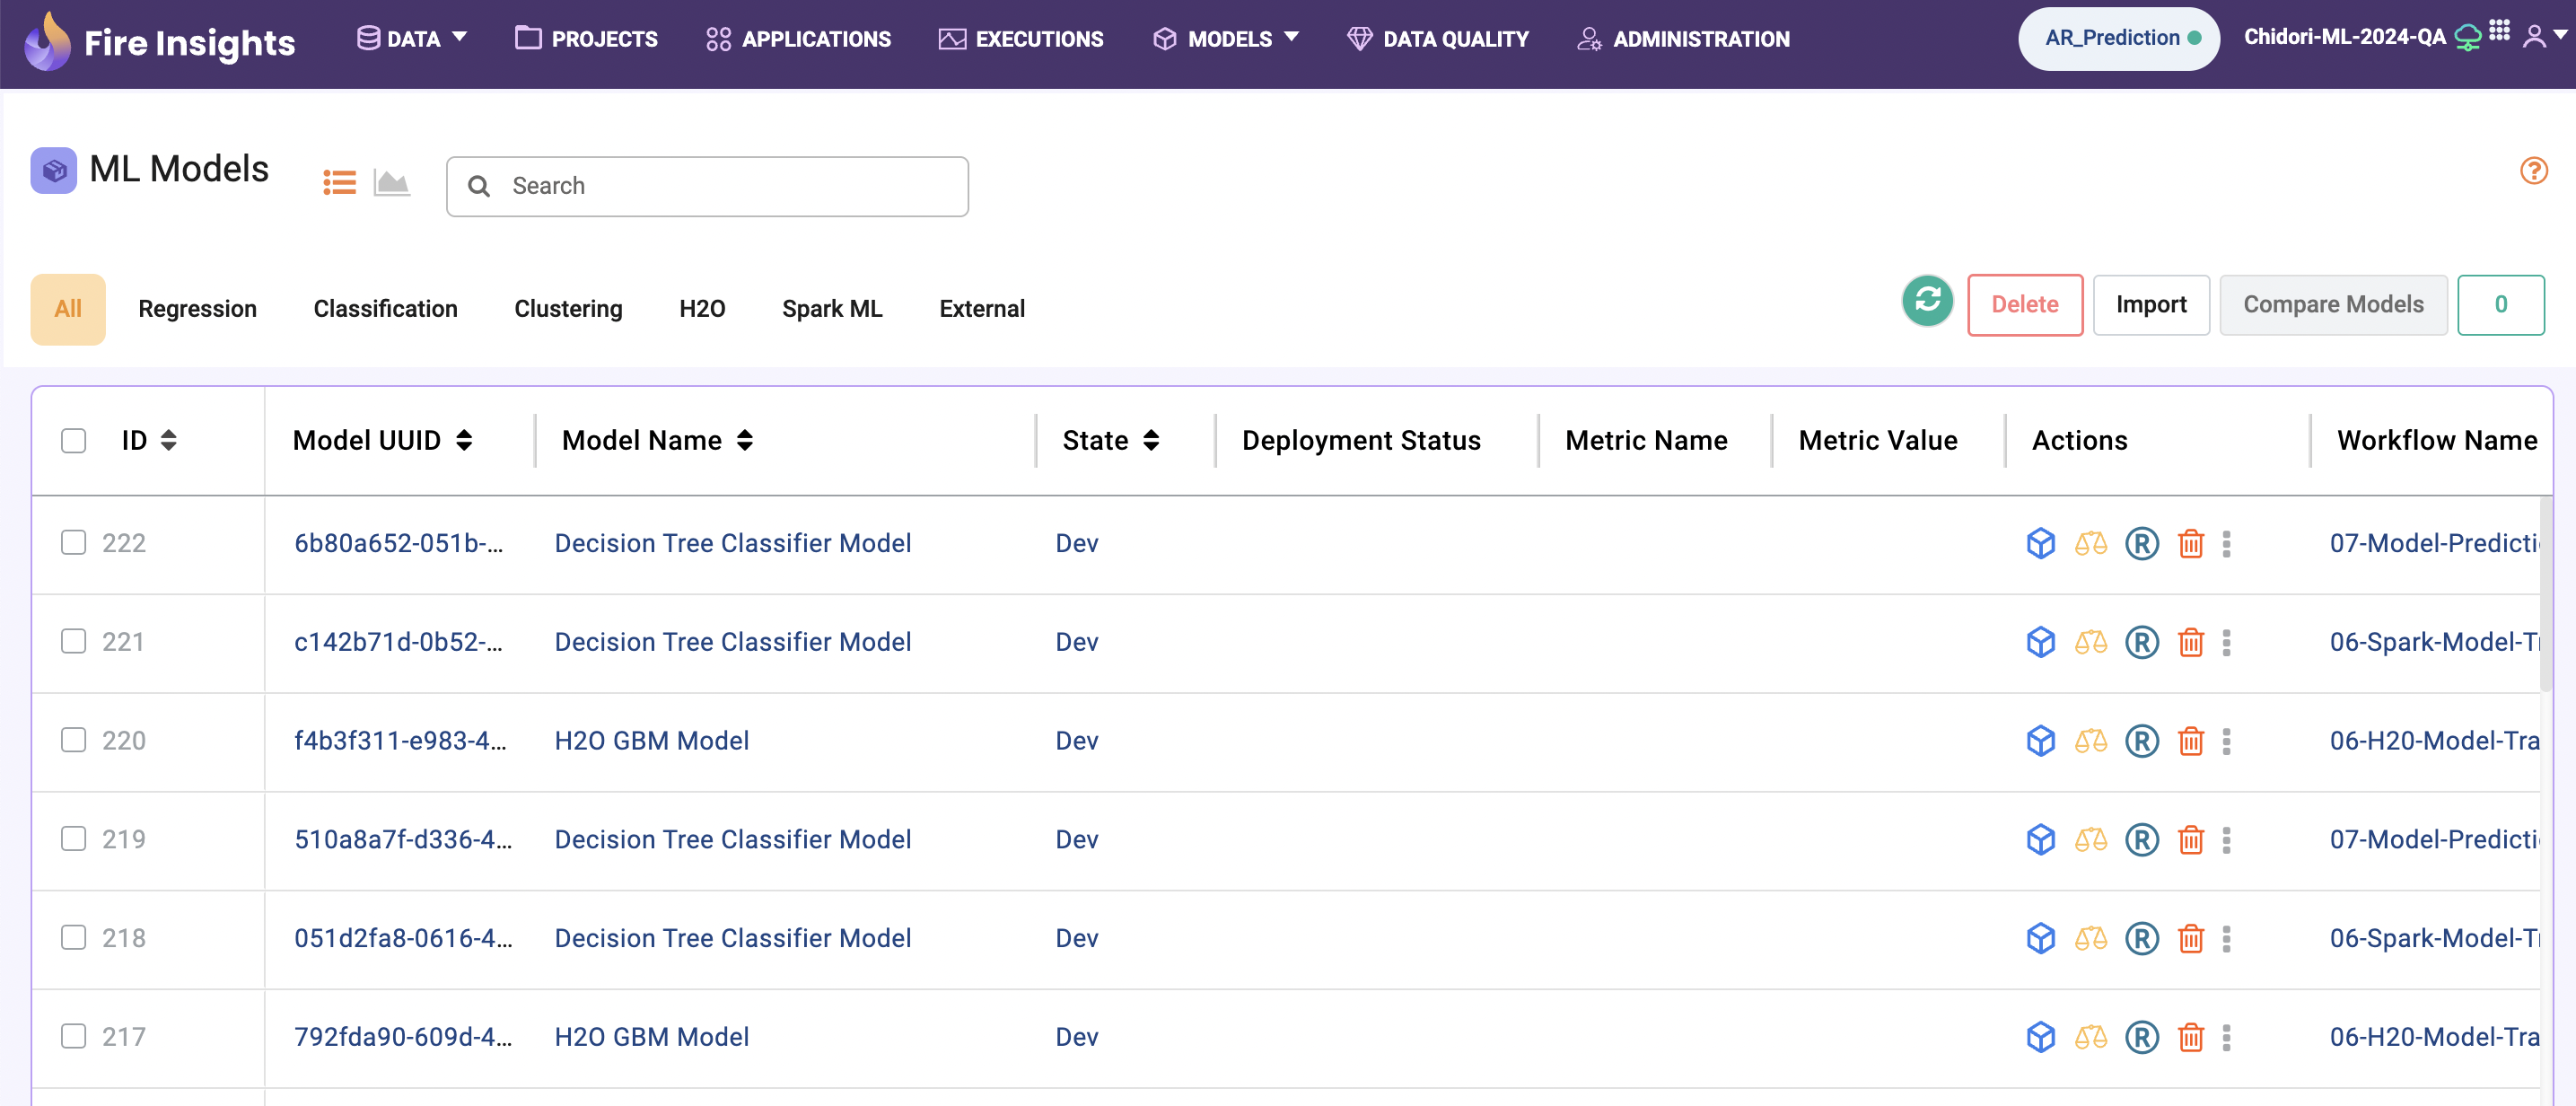 Fire Insights DATA PROJECTS APPLICATIONS EXECUTIONS MODELS DATA QUALITY ADMINISTRATION AR_Prediction Chidori-ML-2024-QA
ML Models Search
All Regression Classification Clustering H2O Spark ML External Delete Import Compare Models 0
ID Model UUID Model Name State Deployment Status Metric Name Metric Value Actions Workflow Name
222 6b80a652-051b-... Decision Tree Classifier Model Dev R 07-Model-Predicti
221 c142b71d-0b52-... Decision Tree Classifier Model Dev R 06-Spark-Model-Tr
220 f4b3f311-e983-4... H2O GBM Model Dev R 06-H20-Model-Tra
219 510a8a7f-d336-4... Decision Tree Classifier Model Dev R 07-Model-Predicti
218 051d2fa8-0616-4... Decision Tree Classifier Model Dev R 06-Spark-Model-Tr
217 792fda90-609d-4... H2O GBM Model Dev R 06-H20-Model-Tra